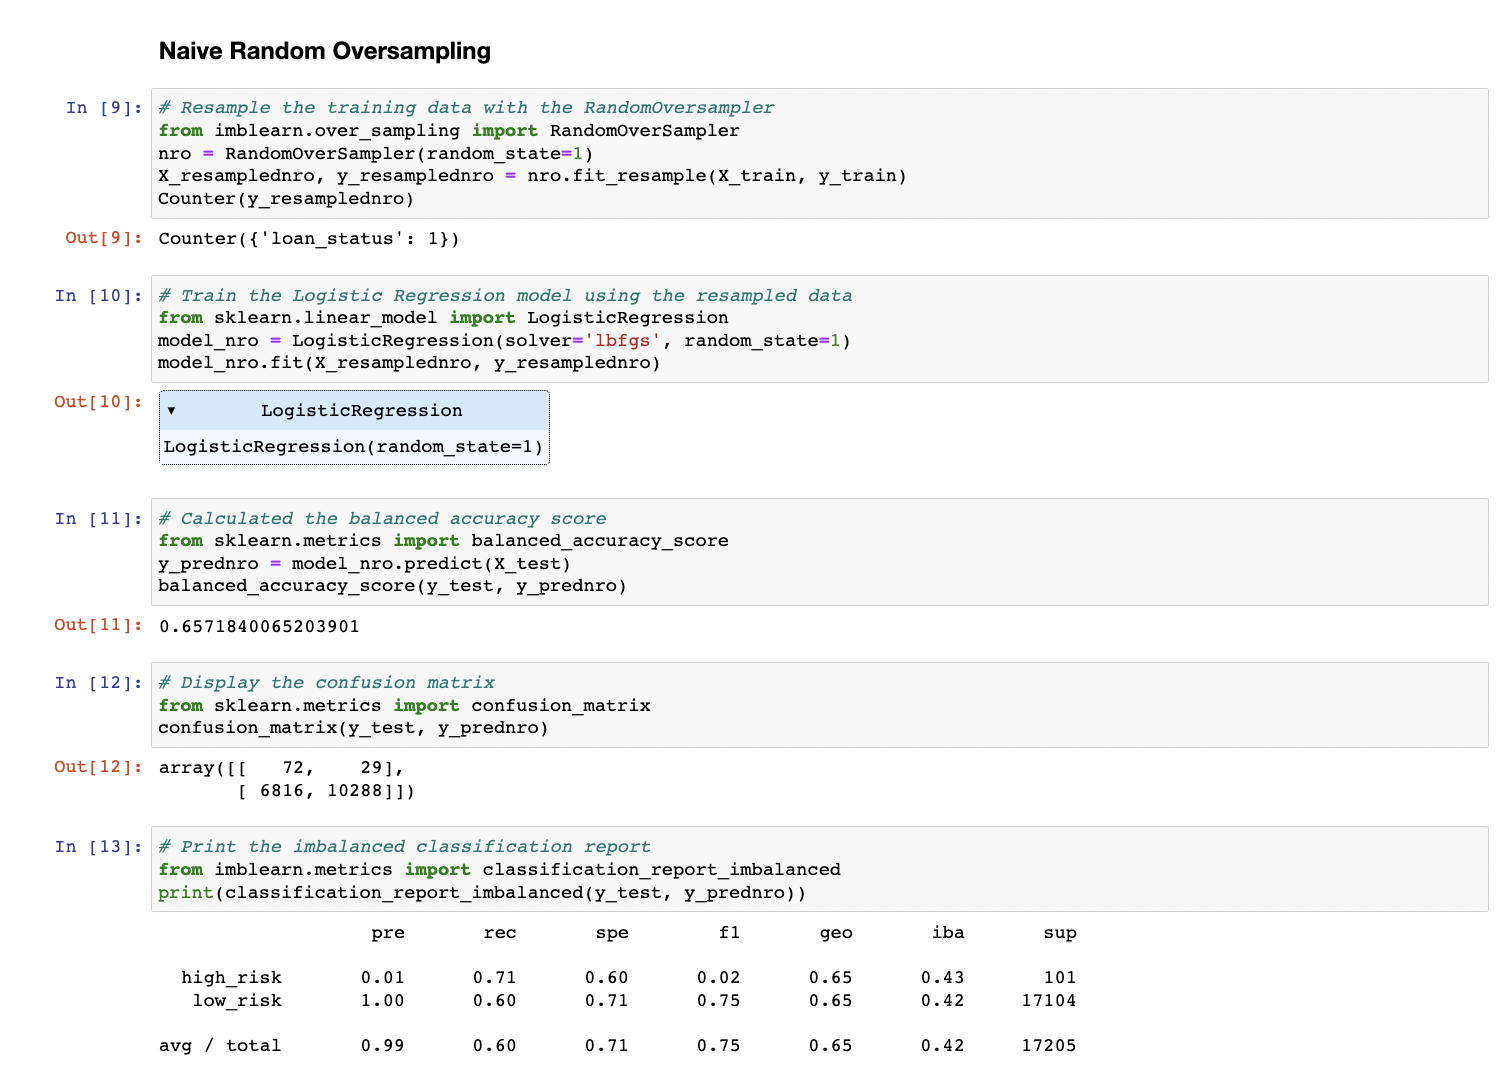 Naive Random Oversampling
In [9]: # Resample the training data with the RandomOversampler
from imblearn.over_sampling import RandomOverSampler
nro = RandomOverSampler(random_state=1)
X_resamplednro, y_resamplednro = nro.fit_resample(X_train, y_train)
Counter(y_resamplednro)
Out[9]: Counter({'loan_status': 1})
In [10]: # Train the Logistic Regression model using the resampled data
from sklearn.linear_model import LogisticRegression
model_nro = LogisticRegression(solver='lbfgs', random_state=1)
model_nro.fit(X_resamplednro, y_resamplednro)
Out[10]: ▼ LogisticRegression
LogisticRegression(random_state=1)
In [11]: # Calculated the balanced accuracy score
from sklearn.metrics import balanced_accuracy_score
y_prednro = model_nro.predict(X_test)
balanced_accuracy_score(y_test, y_prednro)
Out[11]: 0.6571840065203901
In [12]: # Display the confusion matrix
from sklearn.metrics import confusion_matrix
confusion_matrix(y_test, y_prednro)
Out[12]: array([[   72,    29],
       [ 6816, 10288]])
In [13]: # Print the imbalanced classification report
from imblearn.metrics import classification_report_imbalanced
print(classification_report_imbalanced(y_test, y_prednro))
pre rec spe f1 geo iba sup
high_risk 0.01 0.71 0.60 0.02 0.65 0.43 101
low_risk 1.00 0.60 0.71 0.75 0.65 0.42 17104
avg / total 0.99 0.60 0.71 0.75 0.65 0.42 17205